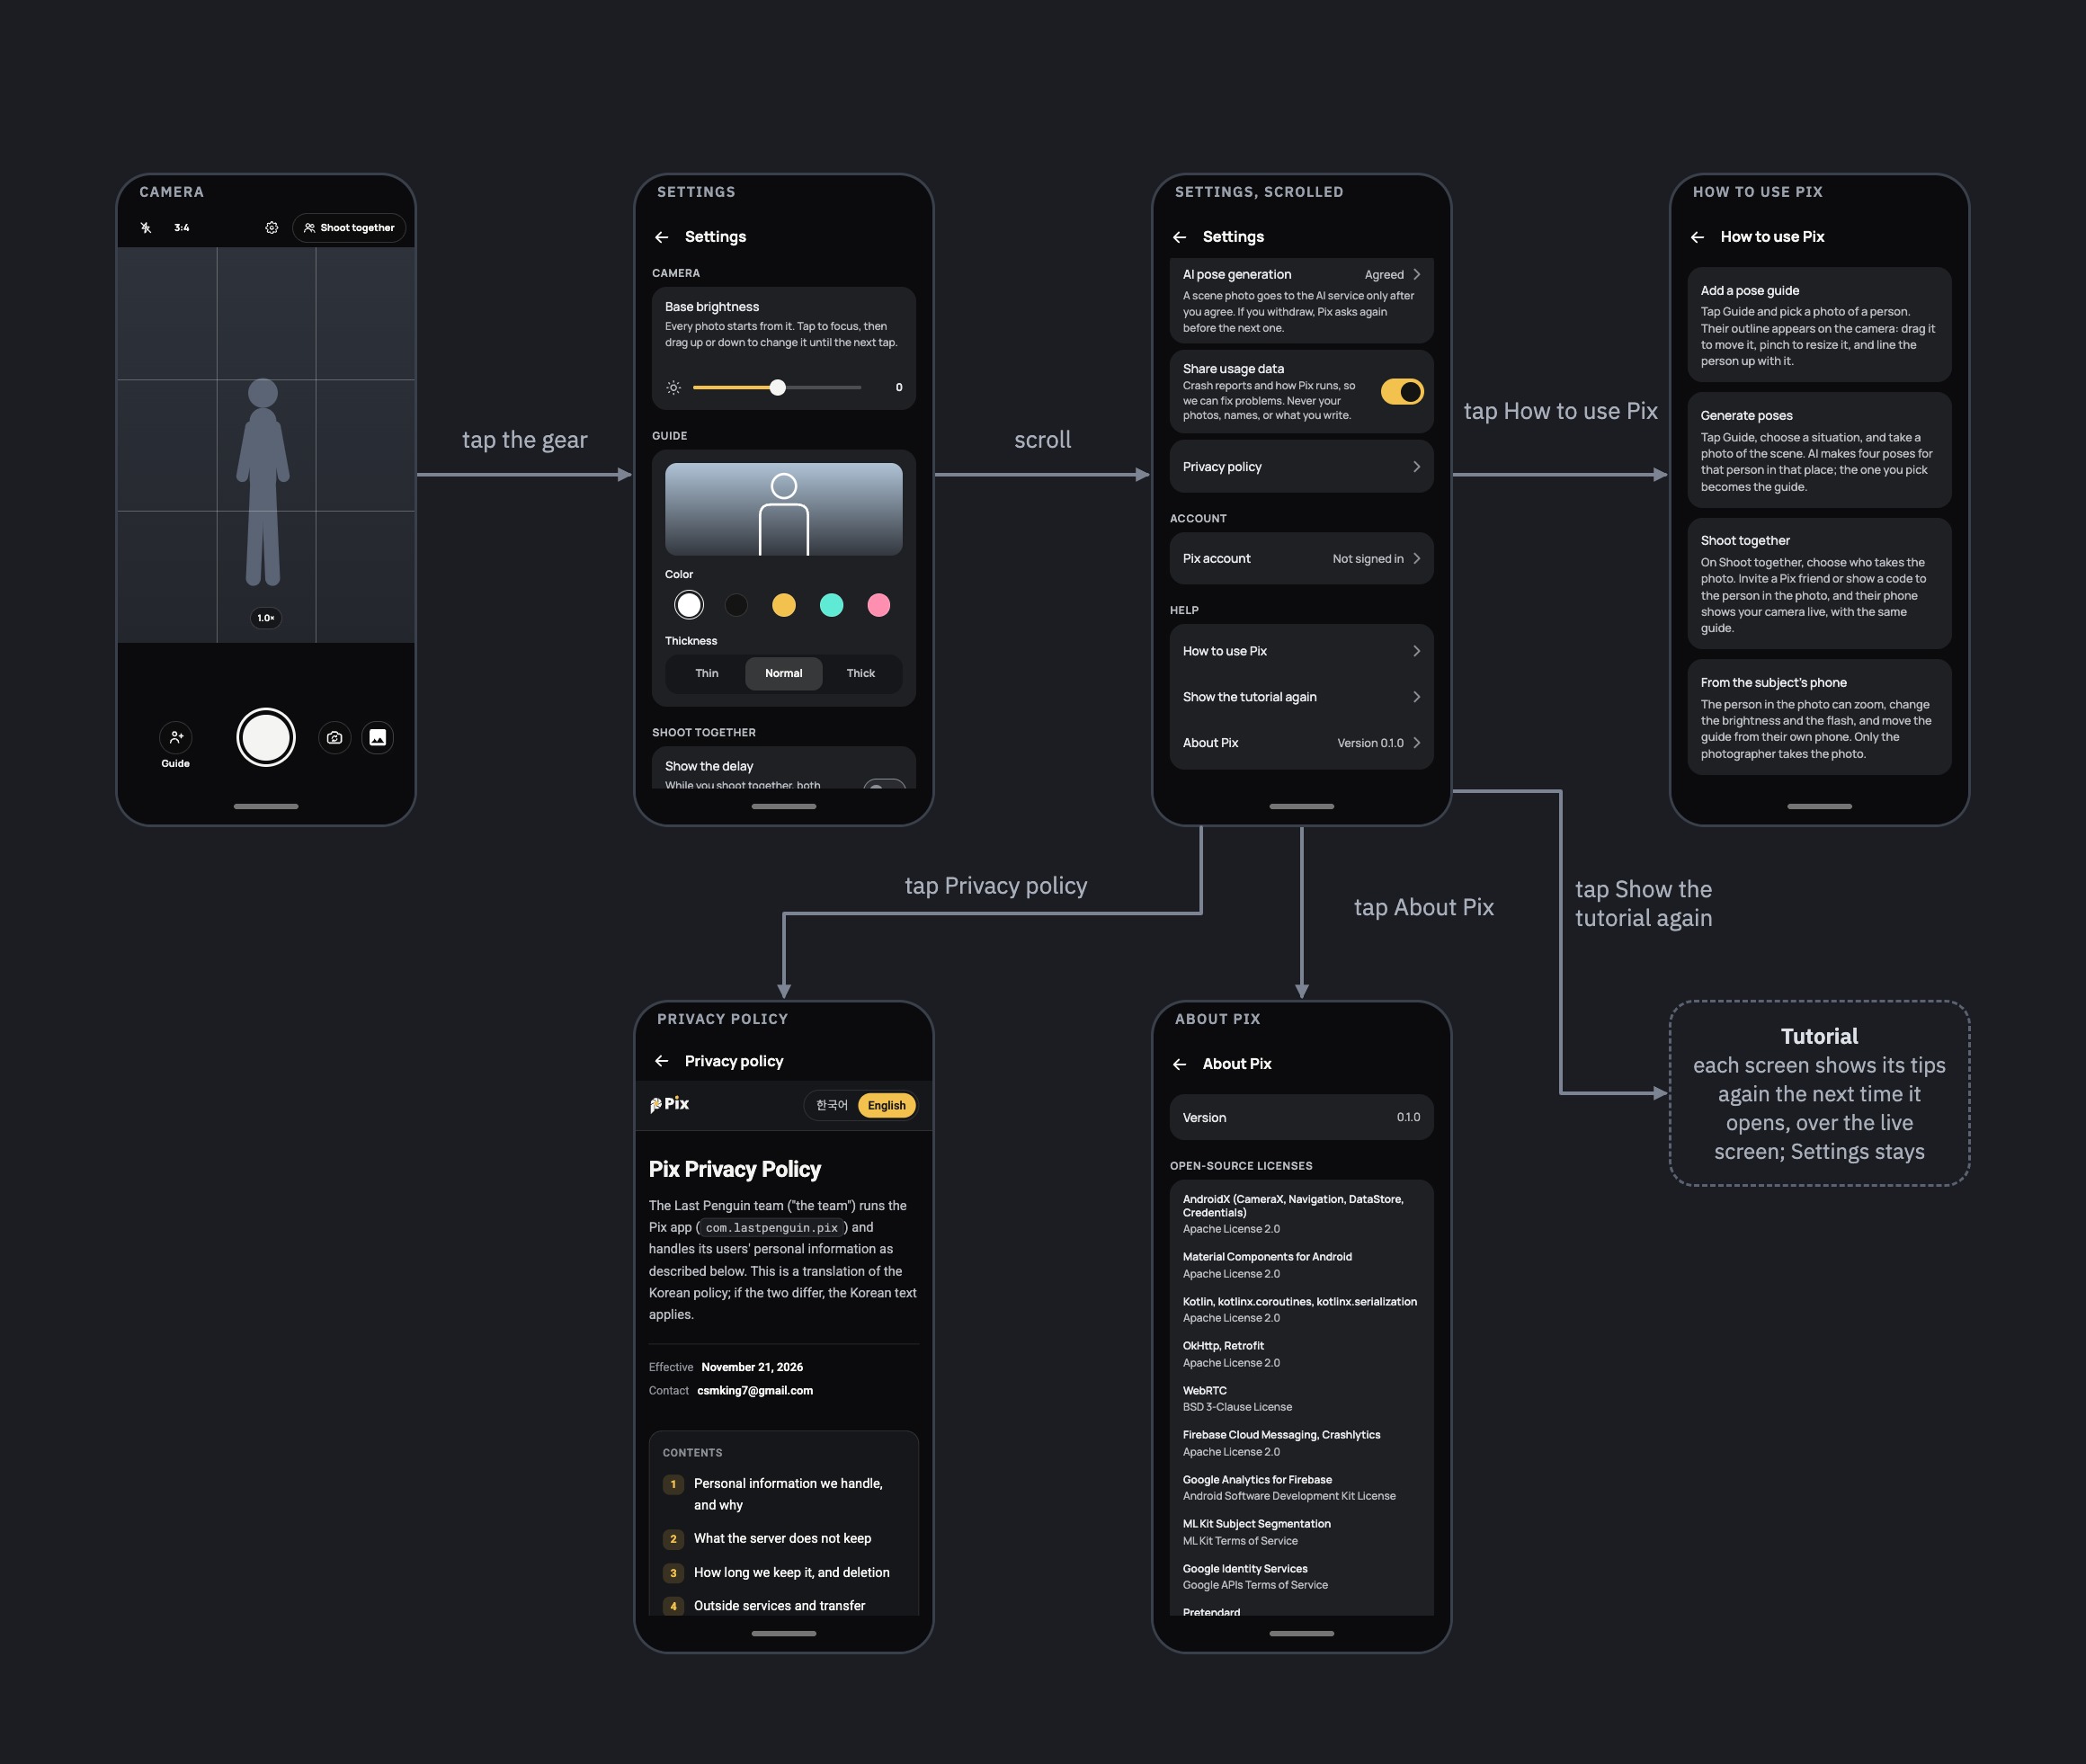 CAMERA
3:4
Shoot together
1.0×
Guide
tap the gear
SETTINGS
Settings
CAMERA
Base brightness
Every photo starts from it. Tap to focus, then
drag up or down to change it until the next tap.
0
GUIDE
Color
Thickness
Thin
Normal
Thick
SHOOT TOGETHER
Show the delay
While you shoot together, both
scroll
SETTINGS, SCROLLED
Settings
AI pose generation
Agreed
A scene photo goes to the AI service only after
you agree. If you withdraw, Pix asks again
before the next one.
Share usage data
Crash reports and how Pix runs, so
we can fix problems. Never your
photos, names, or what you write.
Privacy policy
ACCOUNT
Pix account
Not signed in
HELP
How to use Pix
Show the tutorial again
About Pix
Version 0.1.0
tap How to use Pix
HOW TO USE PIX
How to use Pix
Add a pose guide
Tap Guide and pick a photo of a person.
Their outline appears on the camera: drag it
to move it, pinch to resize it, and line the
person up with it.
Generate poses
Tap Guide, choose a situation, and take a
photo of the scene. AI makes four poses for
that person in that place; the one you pick
becomes the guide.
Shoot together
On Shoot together, choose who takes the
photo. Invite a Pix friend or show a code to
the person in the photo, and their phone
shows your camera live, with the same
guide.
From the subject's phone
The person in the photo can zoom, change
the brightness and the flash, and move the
guide from their own phone. Only the
photographer takes the photo.
tap Privacy policy
tap About Pix
tap Show the
tutorial again
PRIVACY POLICY
Privacy policy
Pix
한국어
English
Pix Privacy Policy
The Last Penguin team ("the team") runs the
Pix app (com.lastpenguin.pix) and
handles its users' personal information as
described below. This is a translation of the
Korean policy; if the two differ, the Korean text
applies.
Effective November 21, 2026
Contact csmking7@gmail.com
CONTENTS
1 Personal information we handle,
and why
2 What the server does not keep
3 How long we keep it, and deletion
4 Outside services and transfer
ABOUT PIX
About Pix
Version
0.1.0
OPEN-SOURCE LICENSES
AndroidX (CameraX, Navigation, DataStore,
Credentials)
Apache License 2.0
Material Components for Android
Apache License 2.0
Kotlin, kotlinx.coroutines, kotlinx.serialization
Apache License 2.0
OkHttp, Retrofit
Apache License 2.0
WebRTC
BSD 3-Clause License
Firebase Cloud Messaging, Crashlytics
Apache License 2.0
Google Analytics for Firebase
Android Software Development Kit License
ML Kit Subject Segmentation
ML Kit Terms of Service
Google Identity Services
Google APIs Terms of Service
Pretendard
Tutorial
each screen shows its tips
again the next time it
opens, over the live
screen; Settings stays